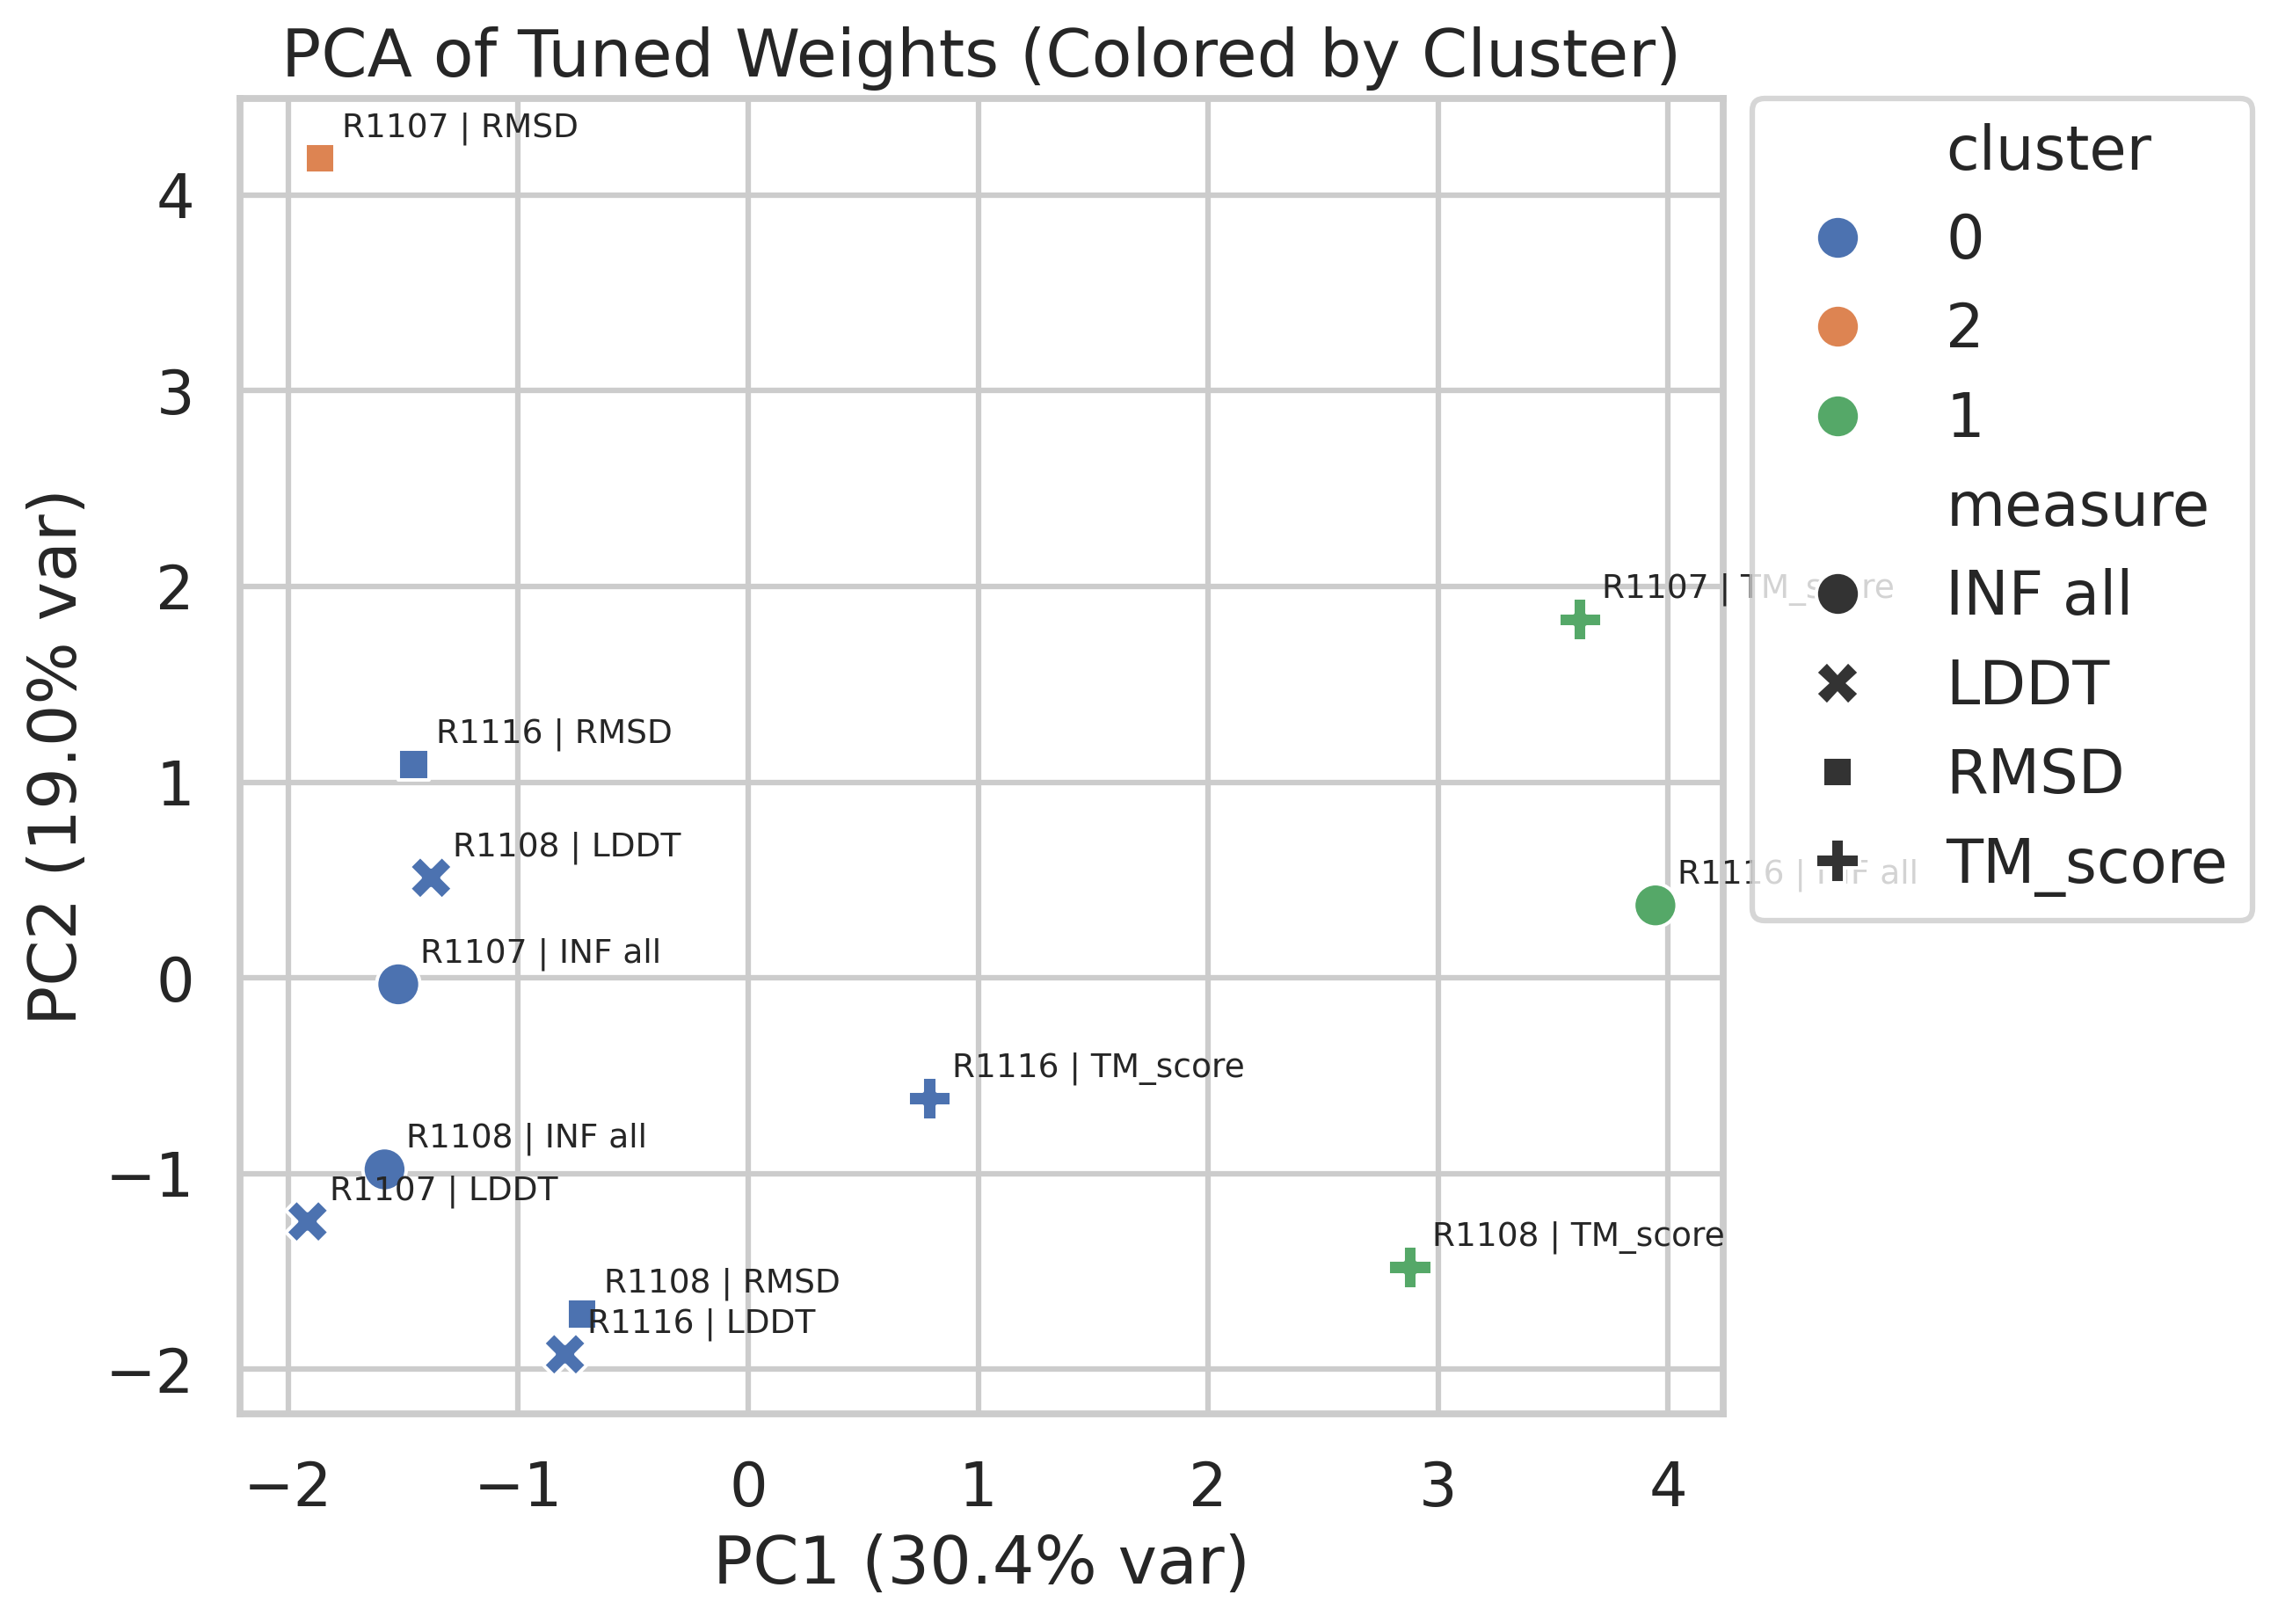 PCA of Tuned Weights (Colored by Cluster)
R1107 | RMSD
R1107 | TM_score
R1116 | RMSD
R1108 | LDDT
R1116 | INF all
R1107 | INF all
R1116 | TM_score
R1108 | INF all
R1107 | LDDT
R1108 | TM_score
R1108 | RMSD
R1116 | LDDT
4
3
2
1
0
−1
−2
−2
−1
0
1
2
3
4
PC1 (30.4% var)
PC2 (19.0% var)
cluster
0
2
1
measure
INF all
LDDT
RMSD
TM_score